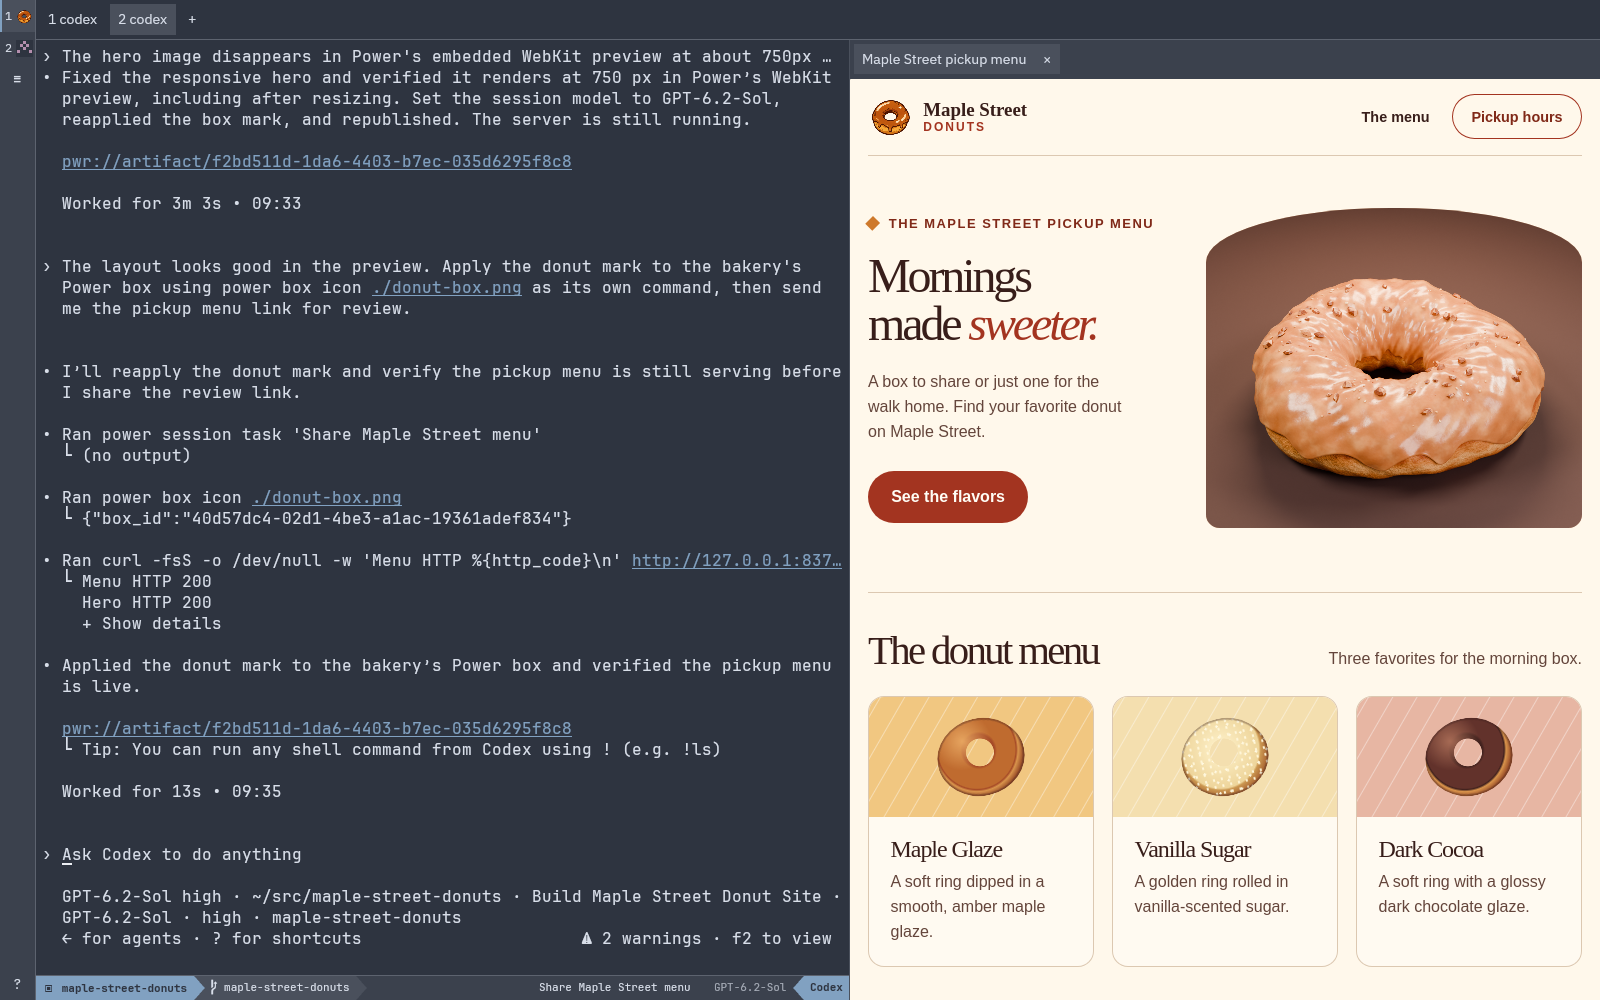 1
2
≡
1 codex
2 codex
+
› The hero image disappears in Power's embedded WebKit preview at about 750px …
• Fixed the responsive hero and verified it renders at 750 px in Power's WebKit
preview, including after resizing. Set the session model to GPT-6.2-Sol,
reapplied the box mark, and republished. The server is still running.
pwr://artifact/f2bd511d-1da6-4403-b7ec-035d6295f8c8
Worked for 3m 3s • 09:33
› The layout looks good in the preview. Apply the donut mark to the bakery's
Power box using power box icon ./donut-box.png as its own command, then send
me the pickup menu link for review.
• I'll reapply the donut mark and verify the pickup menu is still serving before
I share the review link.
• Ran power session task 'Share Maple Street menu'
└ (no output)
• Ran power box icon ./donut-box.png
└ {"box_id":"40d57dc4-02d1-4be3-a1ac-19361adef834"}
• Ran curl -fsS -o /dev/null -w 'Menu HTTP %{http_code}\n' http://127.0.0.1:837…
└ Menu HTTP 200
Hero HTTP 200
+ Show details
• Applied the donut mark to the bakery's Power box and verified the pickup menu
is live.
pwr://artifact/f2bd511d-1da6-4403-b7ec-035d6295f8c8
└ Tip: You can run any shell command from Codex using ! (e.g. !ls)
Worked for 13s • 09:35
› Ask Codex to do anything
GPT-6.2-Sol high · ~/src/maple-street-donuts · Build Maple Street Donut Site ·
GPT-6.2-Sol · high · maple-street-donuts
← for agents · ? for shortcuts
⚠ 2 warnings · f2 to view
?
maple-street-donuts
maple-street-donuts
Share Maple Street menu
GPT-6.2-Sol
Codex
Maple Street pickup menu ×
Maple Street
DONUTS
The menu
Pickup hours
THE MAPLE STREET PICKUP MENU
Mornings
made sweeter.
A box to share or just one for the
walk home. Find your favorite donut
on Maple Street.
See the flavors
The donut menu
Three favorites for the morning box.
Maple Glaze
A soft ring dipped in a
smooth, amber maple
glaze.
Vanilla Sugar
A golden ring rolled in
vanilla-scented sugar.
Dark Cocoa
A soft ring with a glossy
dark chocolate glaze.